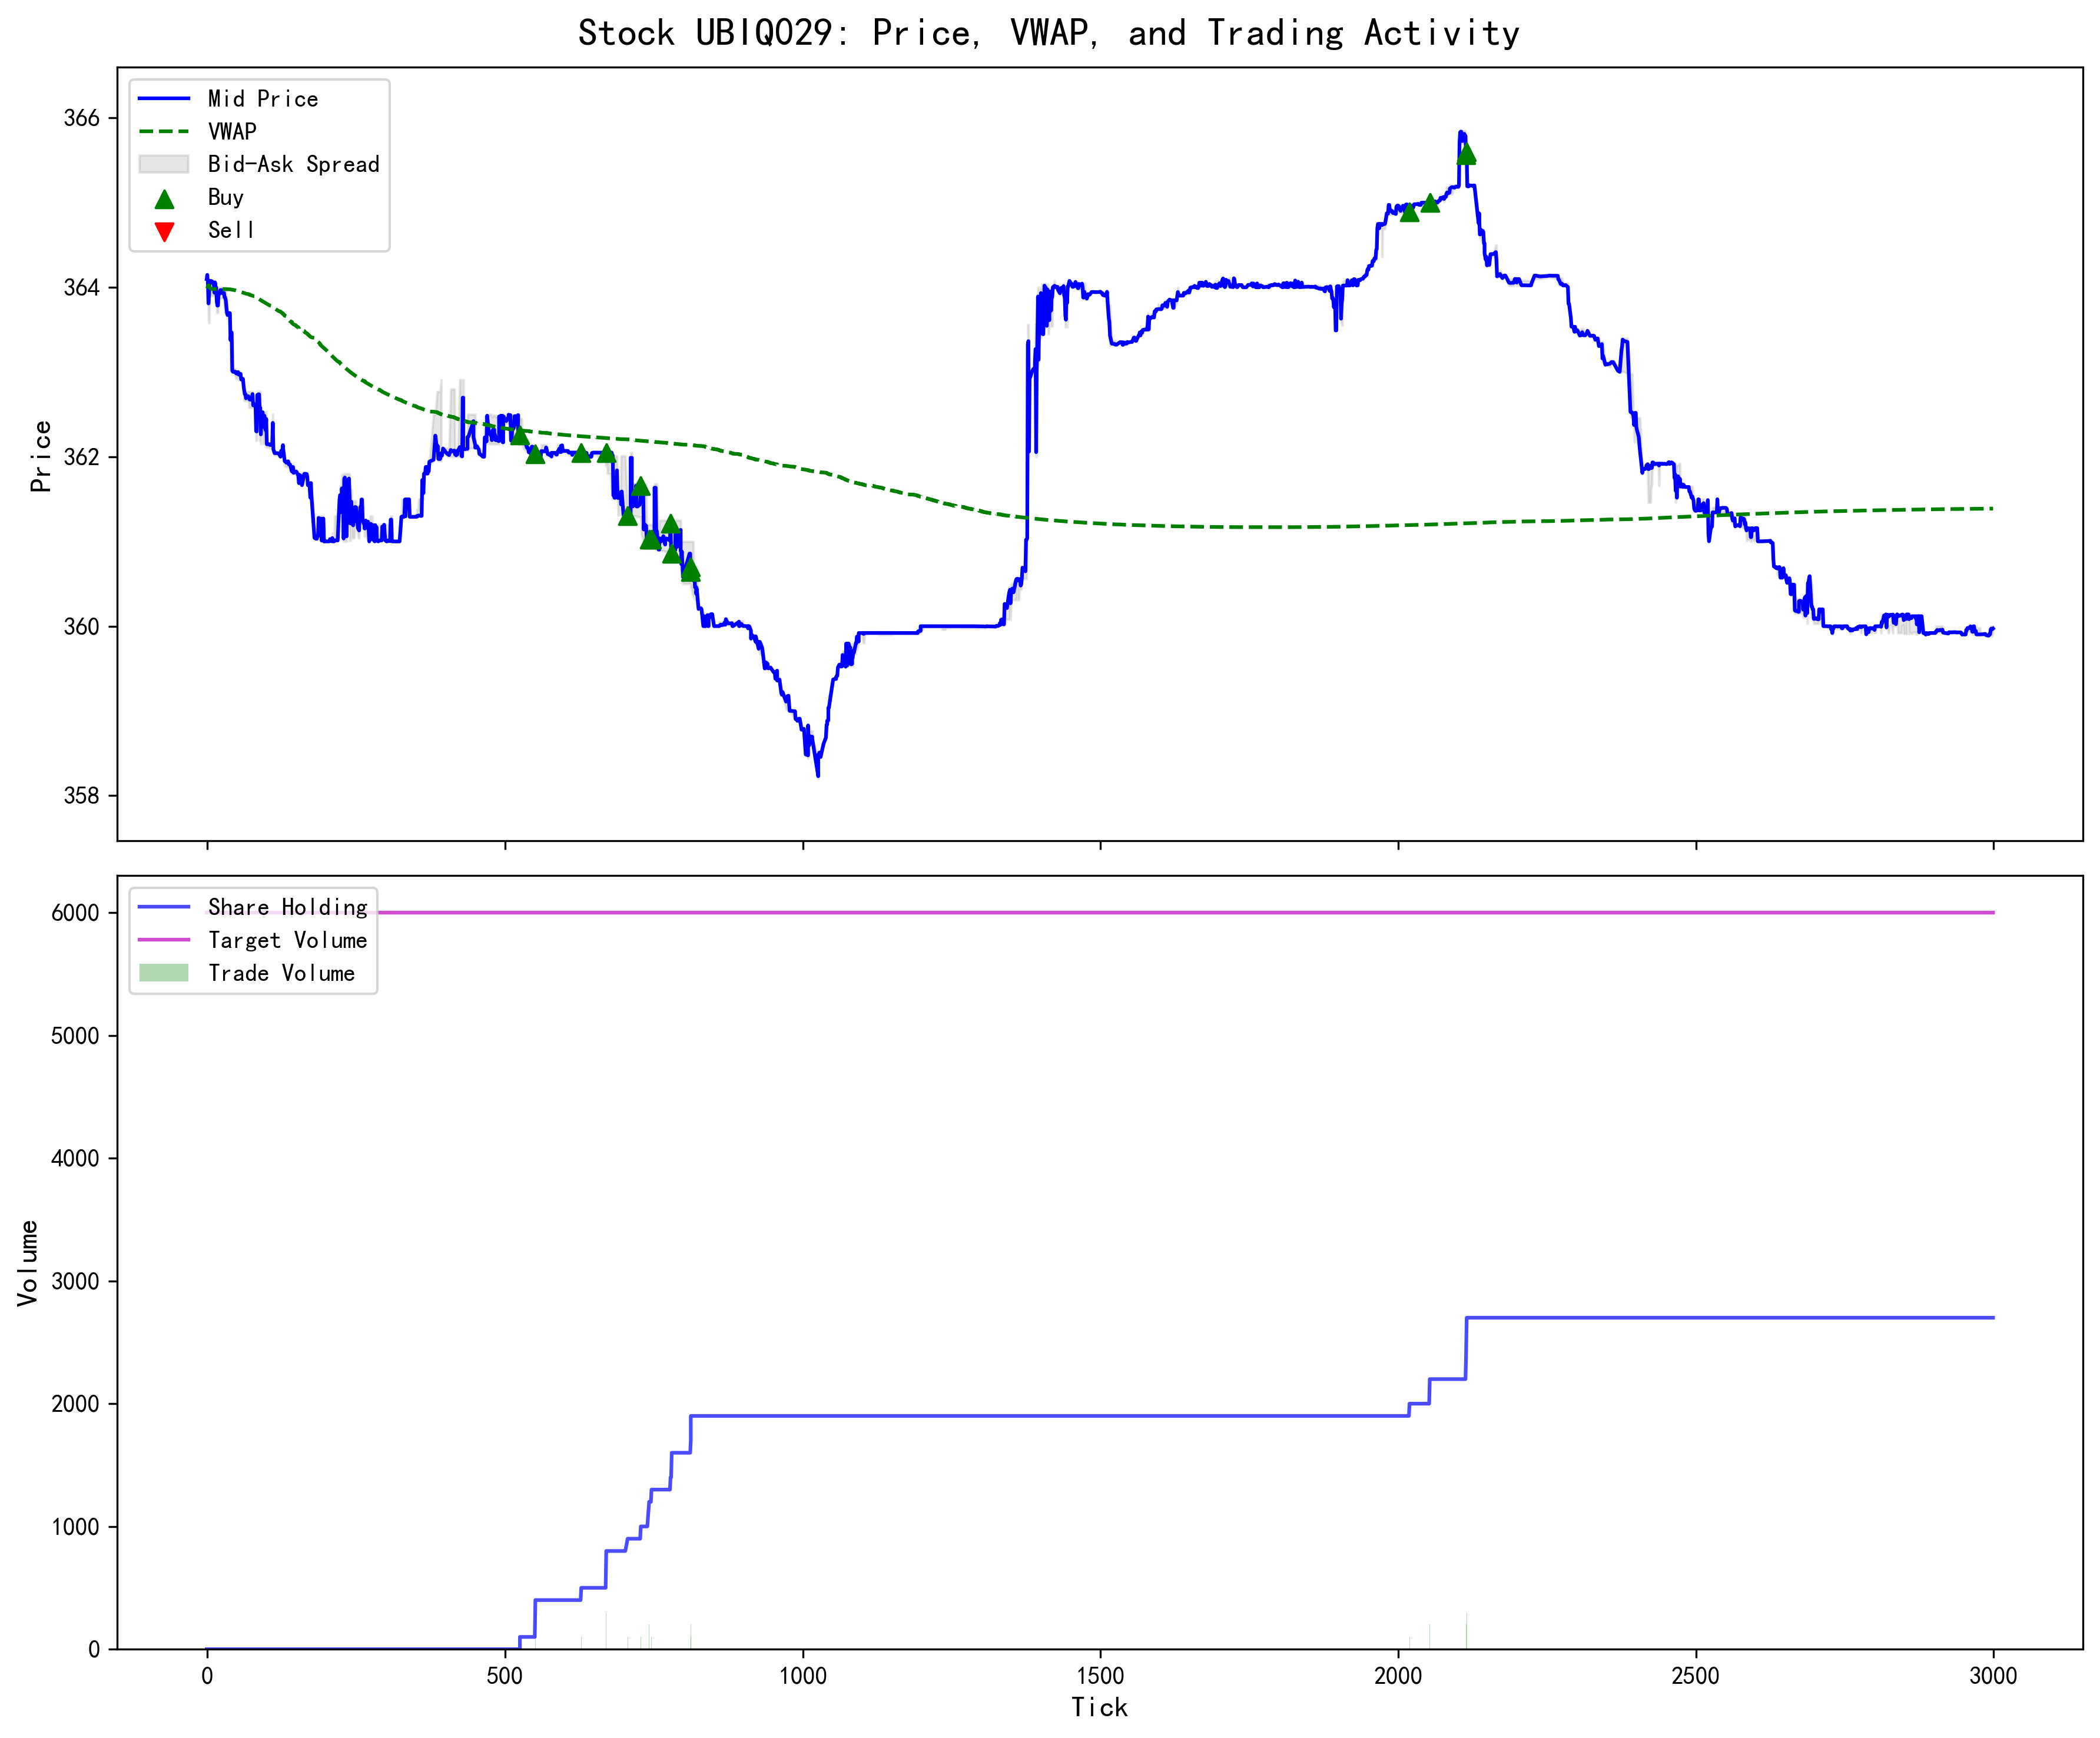 Stock UBIQ029: Price, VWAP, and Trading Activity
Mid Price
VWAP
Bid-Ask Spread
Buy
Sell
Price
366
364
362
360
358
Share Holding
Target Volume
Trade Volume
Volume
6000
5000
4000
3000
2000
1000
0
0 500 1000 1500 2000 2500 3000
Tick